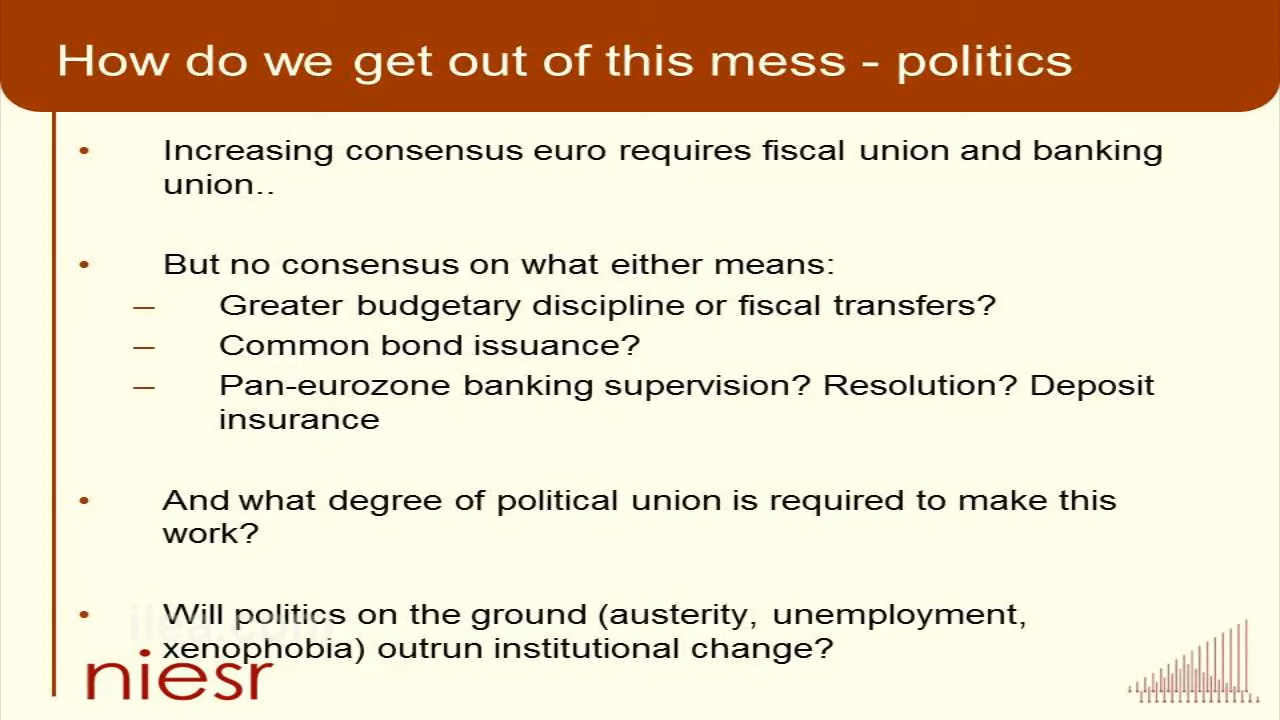 How do we get out of this mess - politics
• Increasing consensus euro requires fiscal union and banking
union..
• But no consensus on what either means:
– Greater budgetary discipline or fiscal transfers?
– Common bond issuance?
– Pan-eurozone banking supervision? Resolution? Deposit
insurance
• And what degree of political union is required to make this
work?
• Will politics on the ground (austerity, unemployment,
xenophobia) outrun institutional change?
niesr